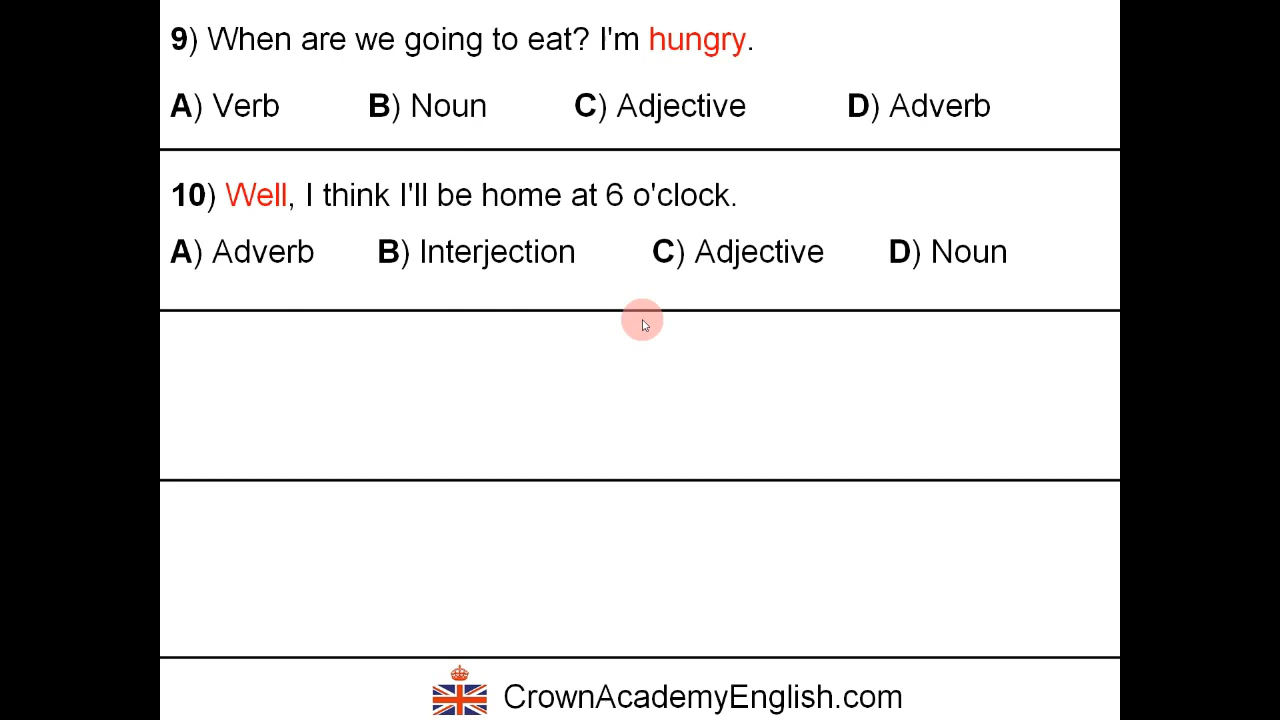 9) When are we going to eat? I'm hungry.
A) Verb B) Noun C) Adjective D) Adverb
10) Well, I think I'll be home at 6 o'clock.
A) Adverb B) Interjection C) Adjective D) Noun
CrownAcademyEnglish.com